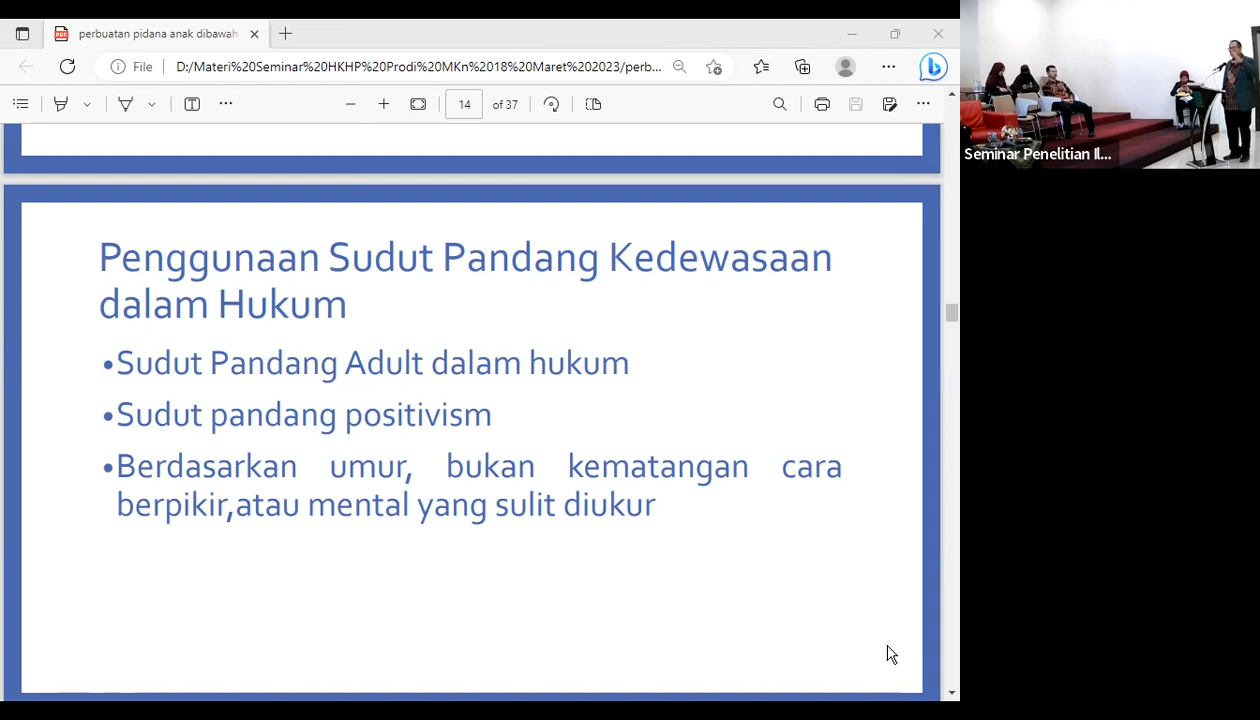 perbuatan pidana anak dibawah
File
D:/Materi%20Seminar%20HKHP%20Prodi%20MKn%2018%20Maret%202023/perb...
14 of 37
Seminar Penelitian Il...
Penggunaan Sudut Pandang Kedewasaan
dalam Hukum
•Sudut Pandang Adult dalam hukum
•Sudut pandang positivism
•Berdasarkan umur, bukan kematangan cara
berpikir,atau mental yang sulit diukur